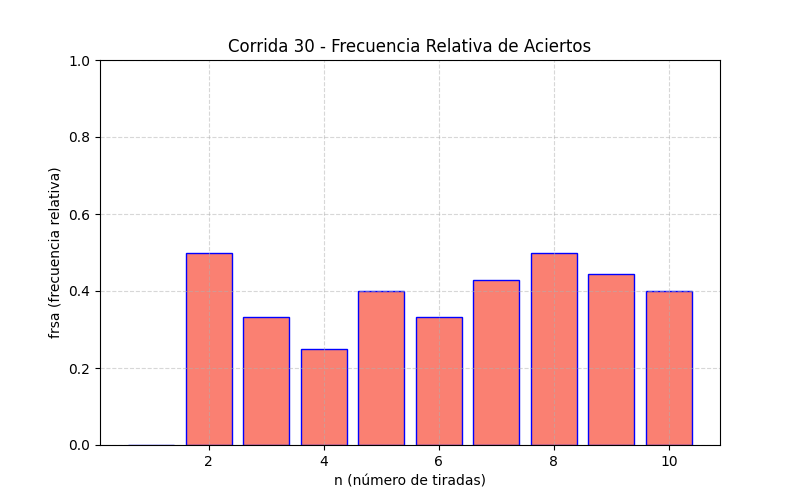 Corrida 30 - Frecuencia Relativa de Aciertos
1.0
0.8
0.6
0.4
0.2
0.0
frsa (frecuencia relativa)
2 4 6 8 10
n (número de tiradas)